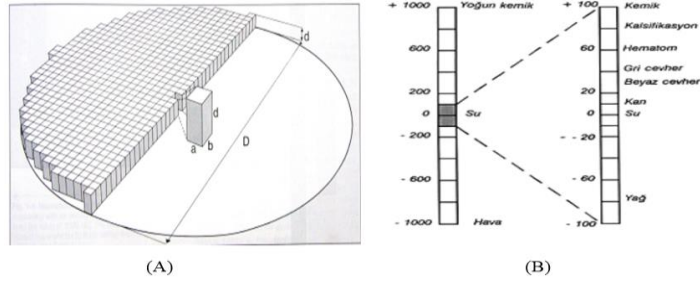 d
d
a
b
D
(A)
+ 1000
Yoğun kemik
600
200
0
Su
- 200
- 600
- 1000
Hava
+ 100
Kemik
Kalsifikasyon
60
Hematom
Gri cevher
Beyaz cevher
20
Kan
0
Su
- - 20
- 60
Yağ
- 100
(B)